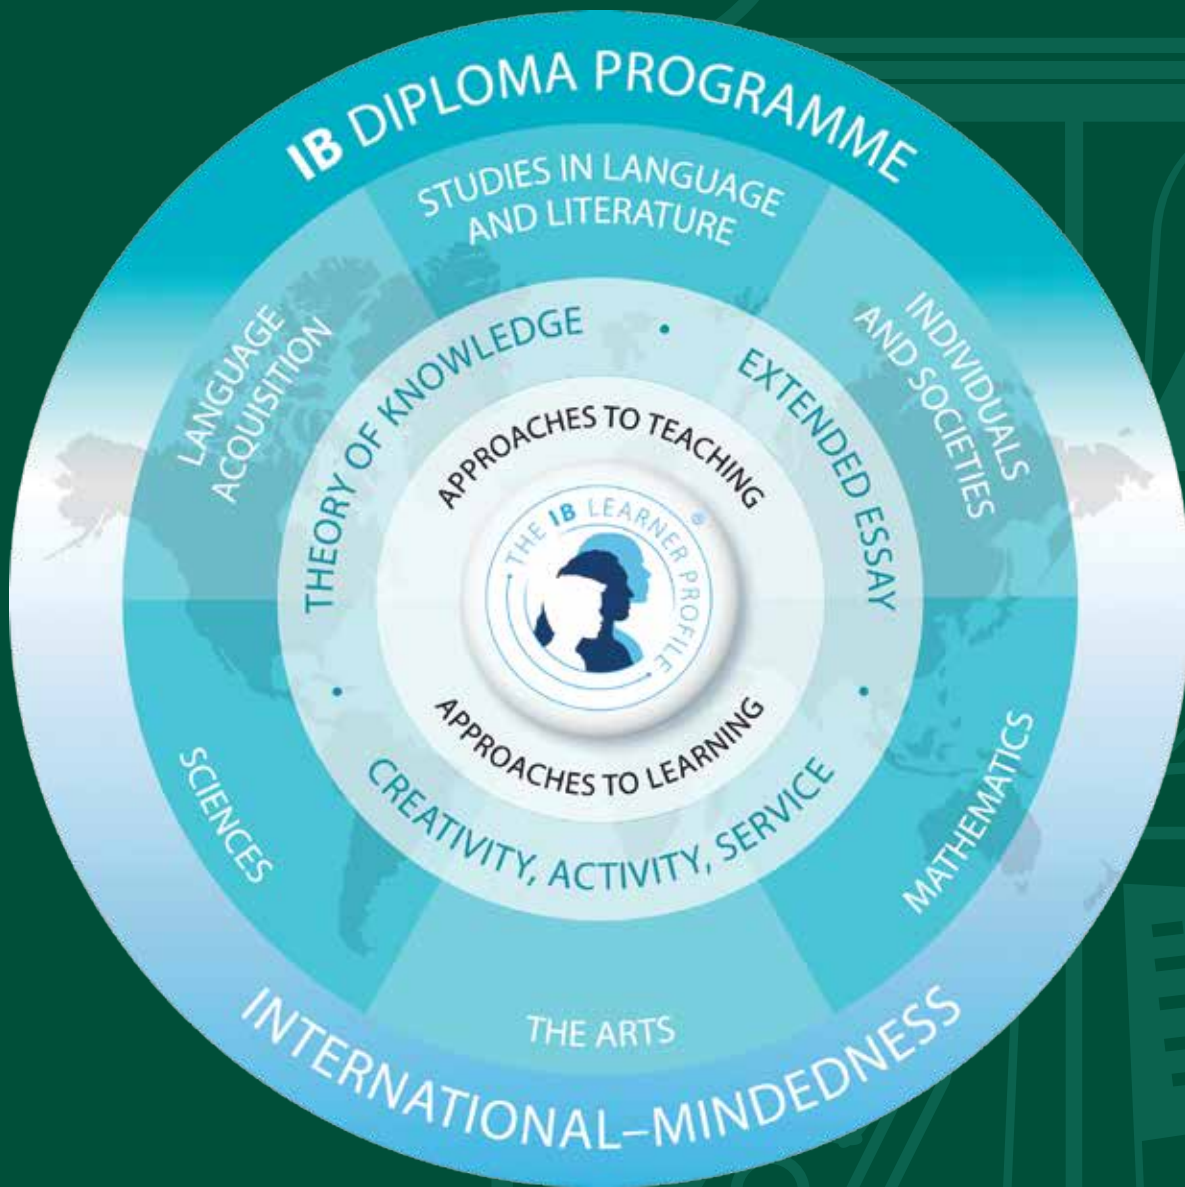 IB DIPLOMA PROGRAMME
STUDIES IN LANGUAGE
AND LITERATURE
LANGUAGE
ACQUISITION
INDIVIDUALS
AND SOCIETIES
THEORY OF KNOWLEDGE
·
EXTENDED ESSAY
APPROACHES TO TEACHING
THE IB LEARNER PROFILE
®
APPROACHES TO LEARNING
·
CREATIVITY, ACTIVITY, SERVICE
·
SCIENCES
MATHEMATICS
THE ARTS
INTERNATIONAL–MINDEDNESS